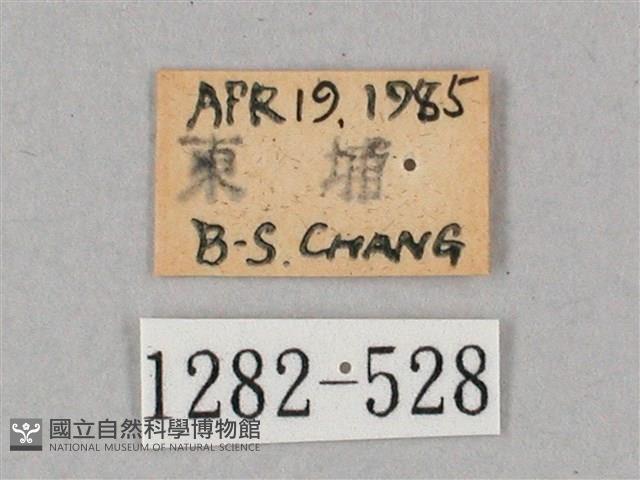 APR 19, 1985
東 埔
B-S. CHANG
1282-528
國立自然科學博物館
NATIONAL MUSEUM OF NATURAL SCIENCE